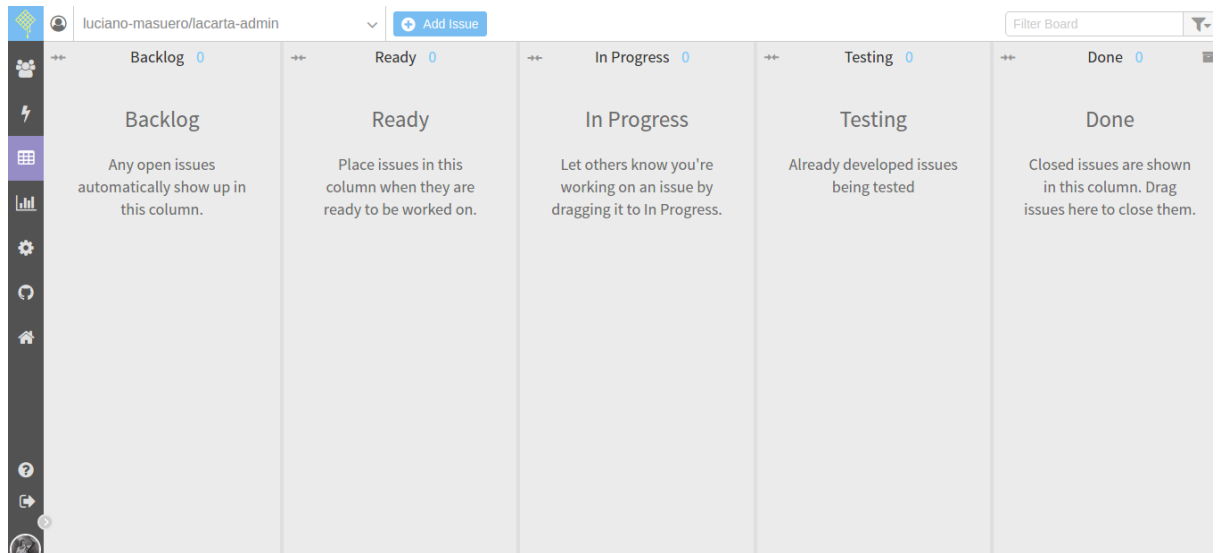 luciano-masuero/lacarta-admin
Add Issue
Filter Board
Backlog 0
Ready 0
In Progress 0
Testing 0
Done 0
Backlog
Any open issues
automatically show up in
this column.
Ready
Place issues in this
column when they are
ready to be worked on.
In Progress
Let others know you're
working on an issue by
dragging it to In Progress.
Testing
Already developed issues
being tested
Done
Closed issues are shown
in this column. Drag
issues here to close them.